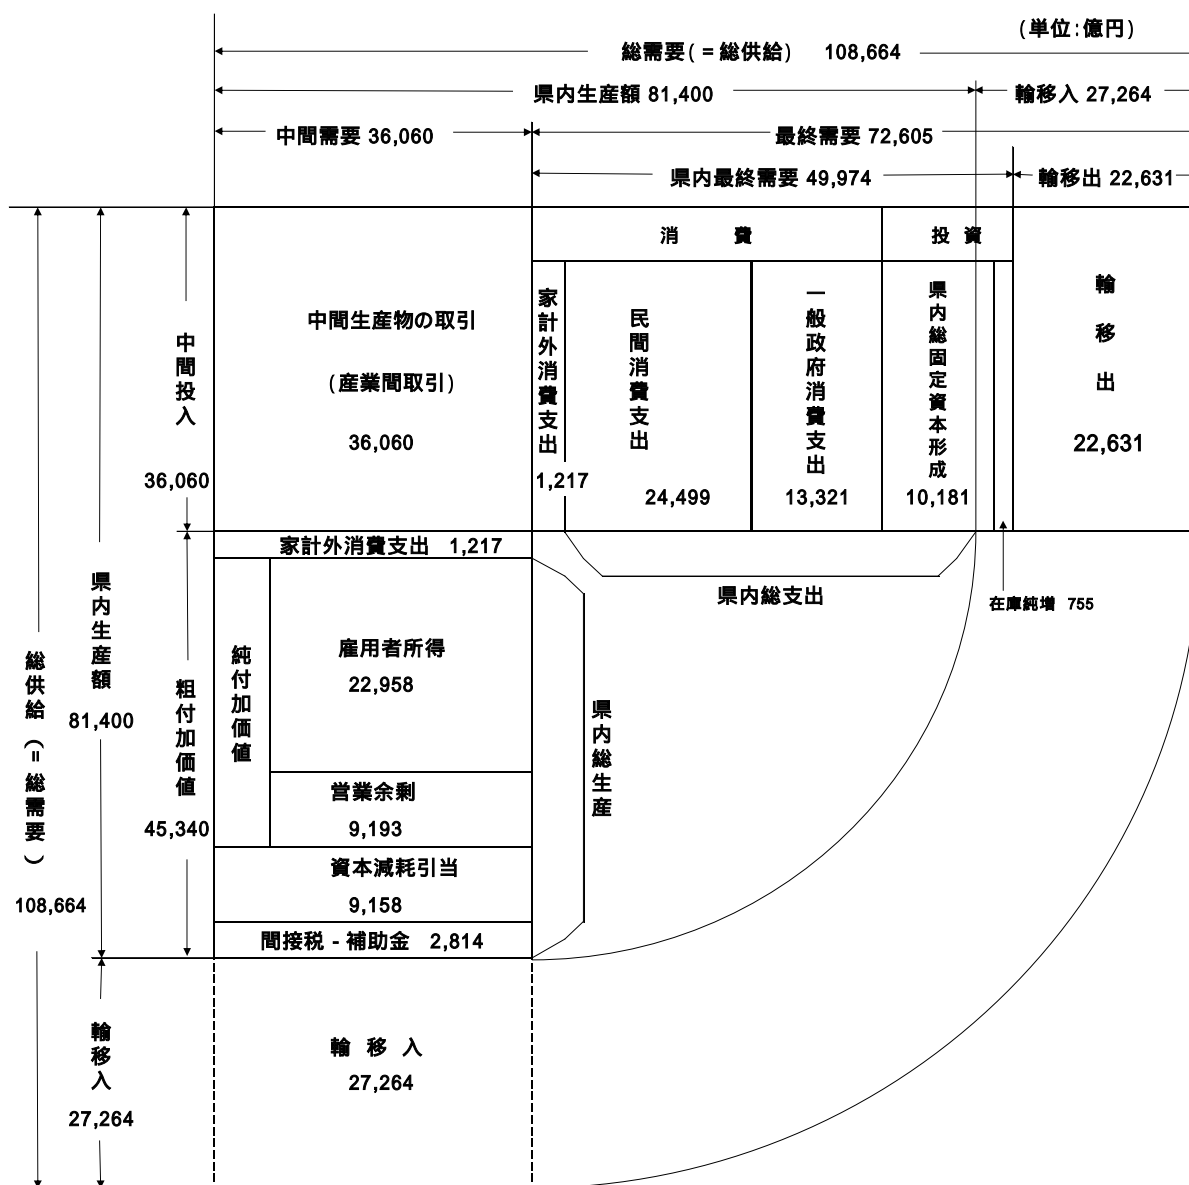 (単位:億円)
総需要(=総供給) 108,664
県内生産額 81,400
輸移入 27,264
中間需要 36,060
最終需要 72,605
県内最終需要 49,974
輸移出 22,631
消 費
投 資
中間投入
36,060
中間生産物の取引
(産業間取引)
36,060
家計外消費支出
1,217
民間消費支出
24,499
一般政府消費支出
13,321
県内総固定資本形成
10,181
輸移出
22,631
家計外消費支出 1,217
県内総支出
在庫純増 755
総供給(=総需要)
108,664
県内生産額
81,400
粗付加価値
45,340
純付加価値
雇用者所得
22,958
県内総生産
営業余剰
9,193
資本減耗引当
9,158
間接税 - 補助金 2,814
輸移入
27,264
輸 移 入
27,264